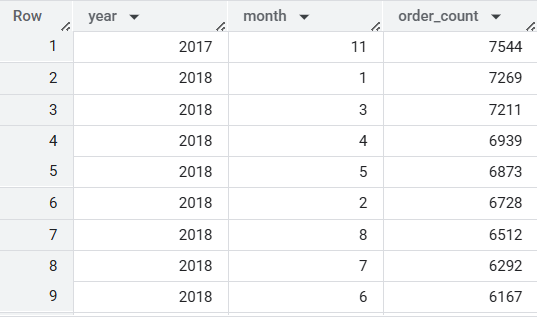 Row year month order_count
1 2017 11 7544
2 2018 1 7269
3 2018 3 7211
4 2018 4 6939
5 2018 5 6873
6 2018 2 6728
7 2018 8 6512
8 2018 7 6292
9 2018 6 6167